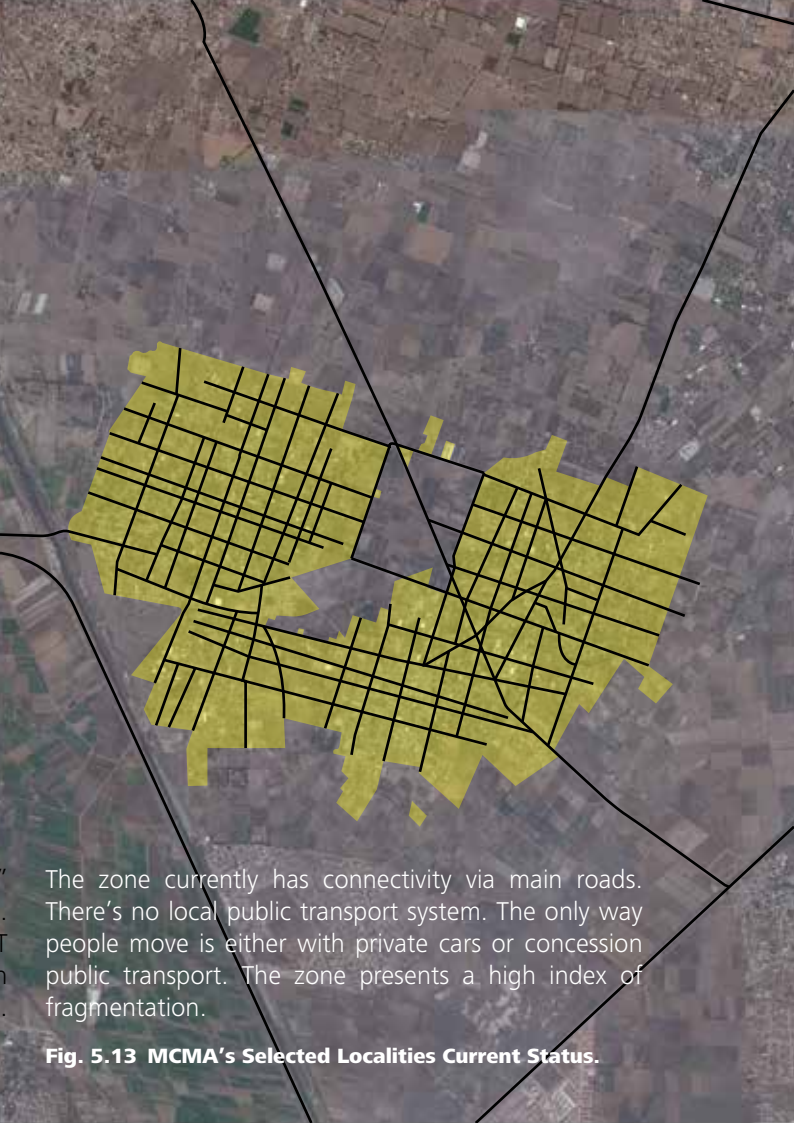 ”
The zone currently has connectivity via main roads.
.
There’s no local public transport system. The only way
T
people move is either with private cars or concession
n
public transport. The zone presents a high index of
.
fragmentation.
Fig. 5.13 MCMA’s Selected Localities Current Status.